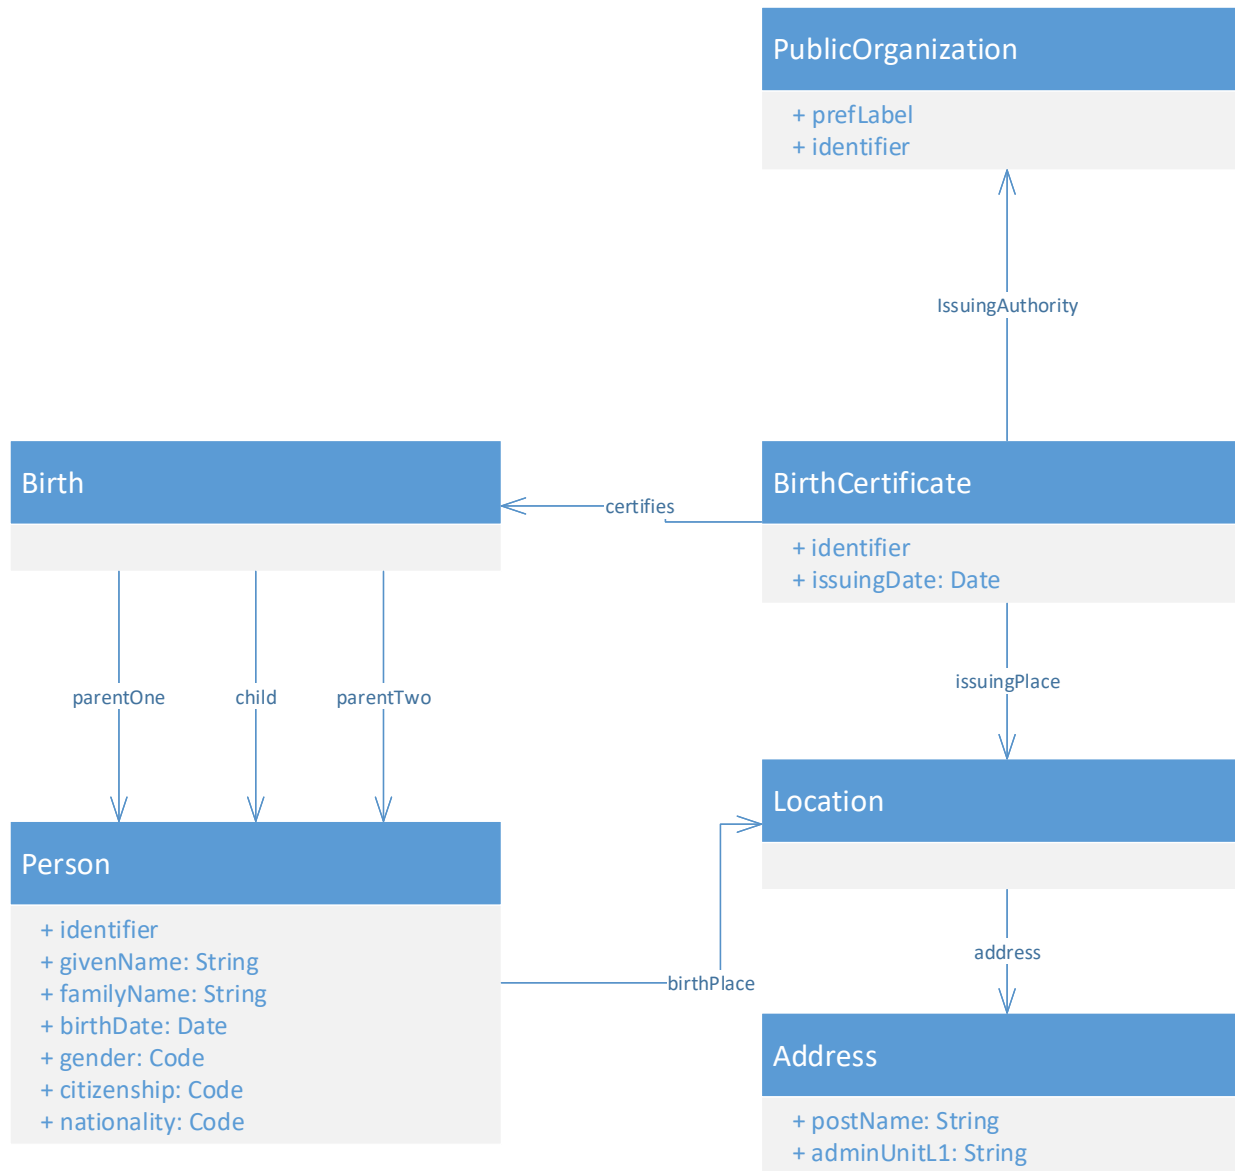 PublicOrganization
+ prefLabel
+ identifier
IssuingAuthority
Birth
certifies
BirthCertificate
+ identifier
+ issuingDate: Date
parentOne
child
parentTwo
issuingPlace
Location
Person
+ identifier
+ givenName: String
+ familyName: String
+ birthDate: Date
+ gender: Code
+ citizenship: Code
+ nationality: Code
birthPlace
address
Address
+ postName: String
+ adminUnitL1: String